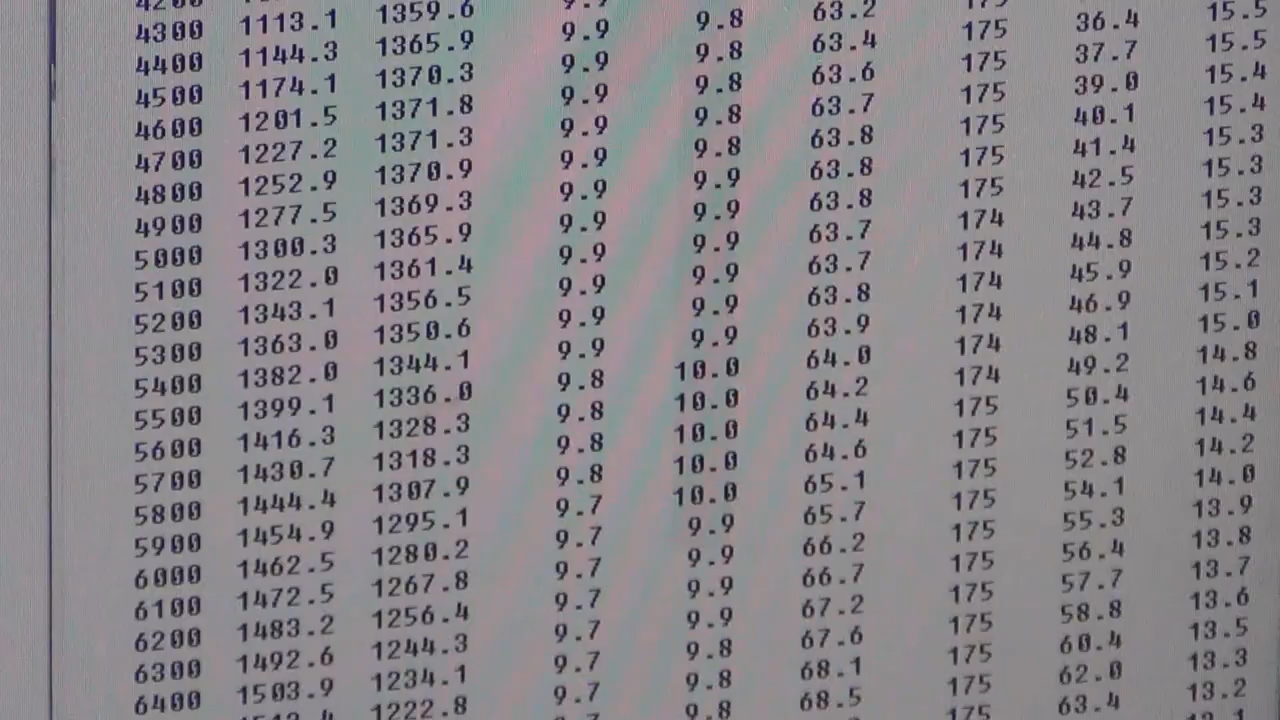 4300 1113.1 1359.6
4400 1144.3 1365.9 9.9 9.8 63.2
4500 1174.1 1370.3 9.9 9.8 63.4 175 36.4 15.5
4600 1201.5 1371.8 9.9 9.8 63.6 175 37.7 15.5
4700 1227.2 1371.3 9.9 9.8 63.7 175 39.0 15.4
4800 1252.9 1370.9 9.9 9.8 63.8 175 40.1 15.4
4900 1277.5 1369.3 9.9 9.9 63.8 175 41.4 15.3
5000 1300.3 1365.9 9.9 9.9 63.8 175 42.5 15.3
5100 1322.0 1361.4 9.9 9.9 63.7 174 43.7 15.3
5200 1343.1 1356.5 9.9 9.9 63.7 174 44.8 15.3
5300 1363.0 1350.6 9.9 9.9 63.8 174 45.9 15.2
5400 1382.0 1344.1 9.9 9.9 63.9 174 46.9 15.1
5500 1399.1 1336.0 9.8 10.0 64.0 174 48.1 15.0
5600 1416.3 1328.3 9.8 10.0 64.2 174 49.2 14.8
5700 1430.7 1318.3 9.8 10.0 64.4 175 50.4 14.6
5800 1444.4 1307.9 9.8 10.0 64.6 175 51.5 14.4
5900 1454.9 1295.1 9.7 10.0 65.1 175 52.8 14.2
6000 1462.5 1280.2 9.7 9.9 65.7 175 54.1 14.0
6100 1472.5 1267.8 9.7 9.9 66.2 175 55.3 13.9
6200 1483.2 1256.4 9.7 9.9 66.7 175 56.4 13.8
6300 1492.6 1244.3 9.7 9.9 67.2 175 57.7 13.7
6400 1503.9 1234.1 9.7 9.8 67.6 175 58.8 13.6
1222.8 9.7 9.8 68.1 175 60.4 13.5
9.8 68.5 175 62.0 13.3
175 63.4 13.2